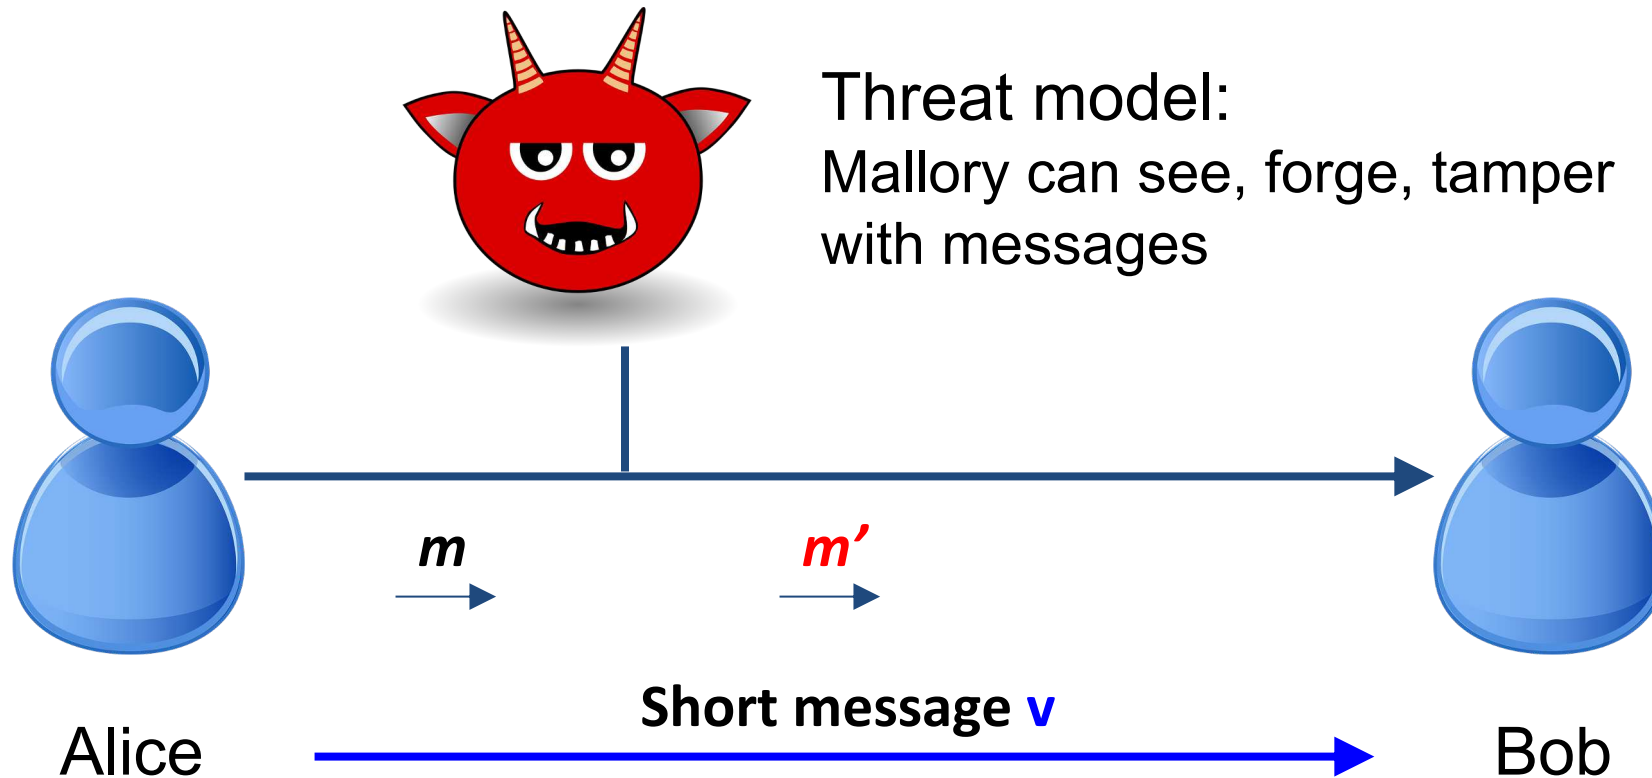 Threat model:
Mallory can see, forge, tamper
with messages
m
m’
Short message v
Alice
Bob